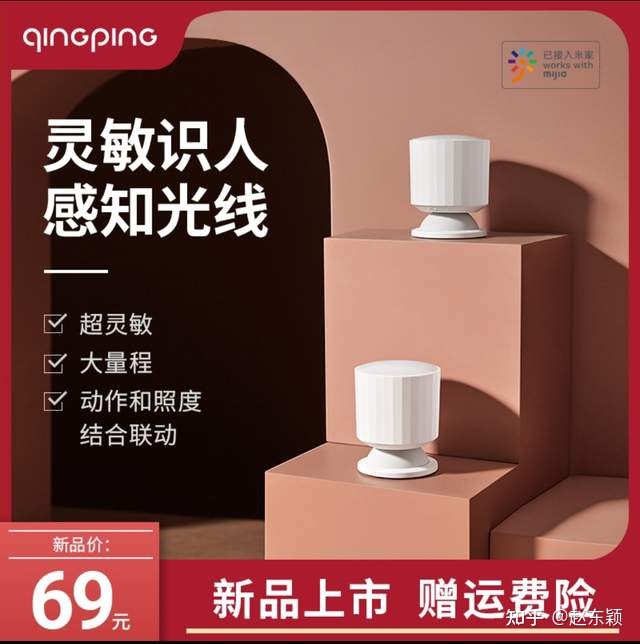 qingping
已接入米家
works with
mijia
灵敏识人
感知光线
超灵敏
大量程
动作和照度
结合联动
新品价：
69元
新品上市 赠运费险
知乎 @赵东颖